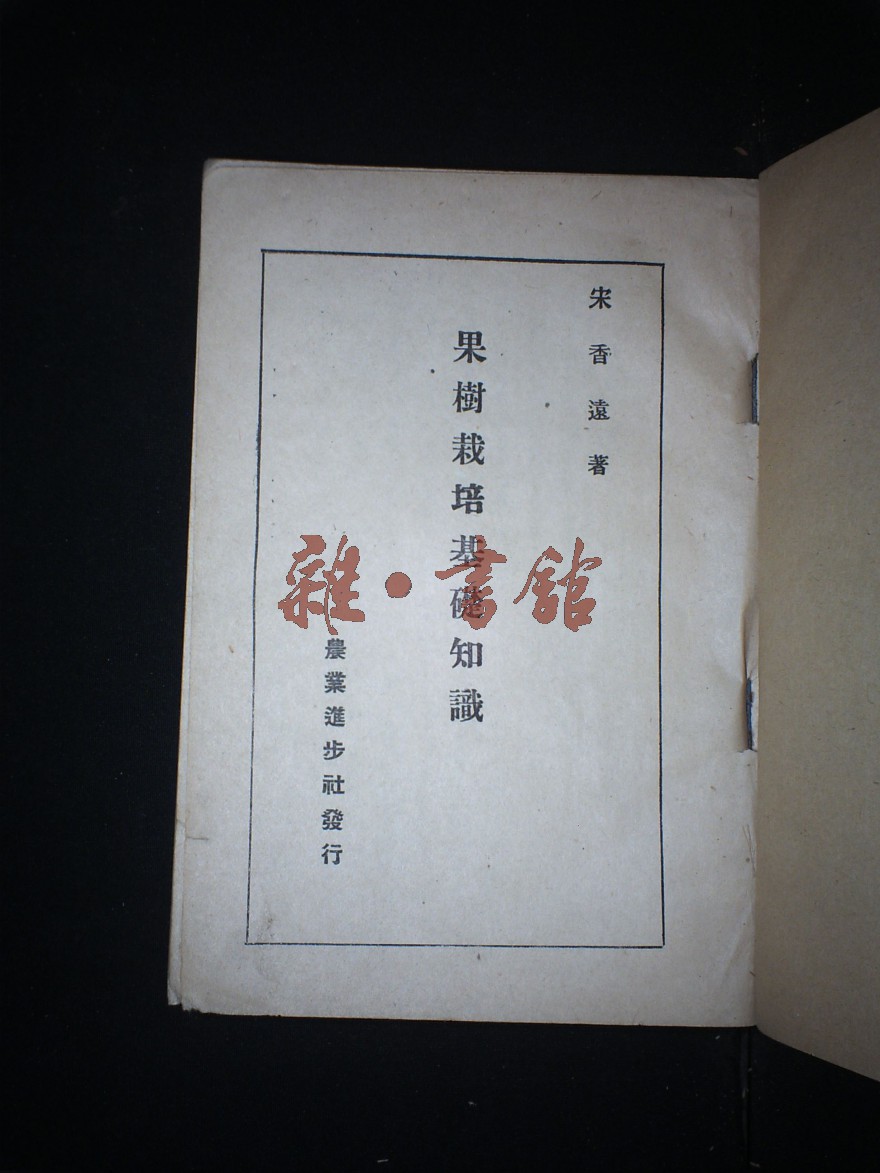 宋香遠著
果樹栽培基礎知識
農業進步社發行
雜·書館